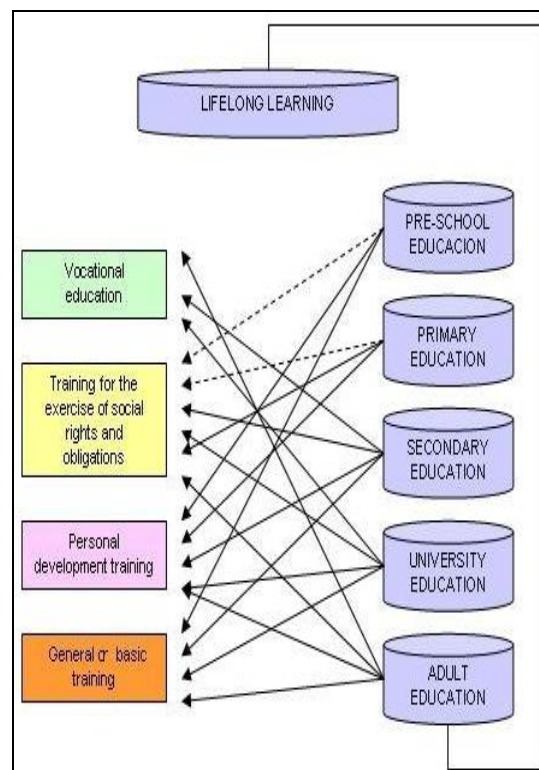 LIFELONG LEARNING
PRE-SCHOOL
EDUCACION
Vocational
education
PRIMARY
EDUCATION
Training for the
exercise of social
rights and
obligations
SECONDARY
EDUCATION
Personal
development training
UNIVERSITY
EDUCATION
General or basic
training
ADULT
EDUCATION